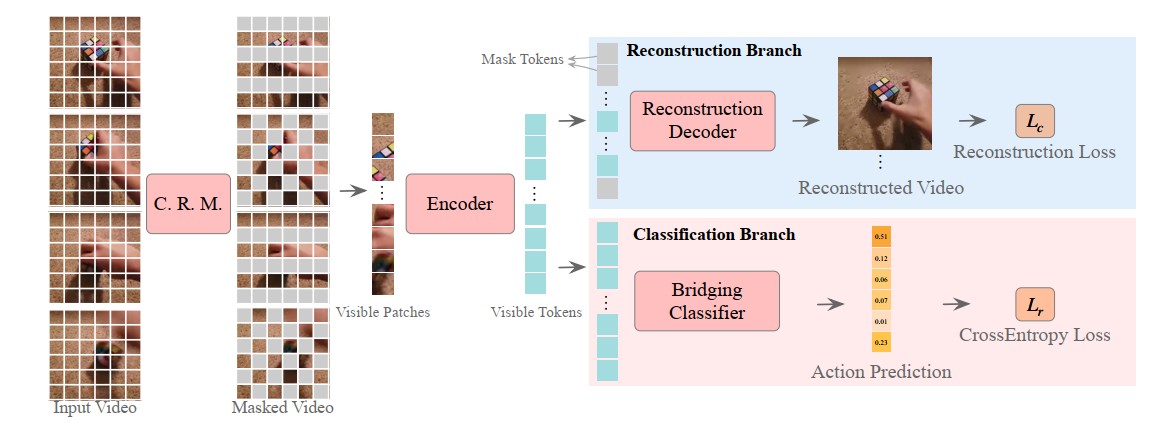 Input Video
C. R. M.
Masked Video
Visible Patches
Encoder
Visible Tokens
Mask Tokens
Reconstruction Branch
Reconstruction
Decoder
Reconstructed Video
L_c
Reconstruction Loss
Classification Branch
Bridging
Classifier
0.51
0.12
0.06
0.07
0.01
0.23
Action Prediction
L_r
CrossEntropy Loss